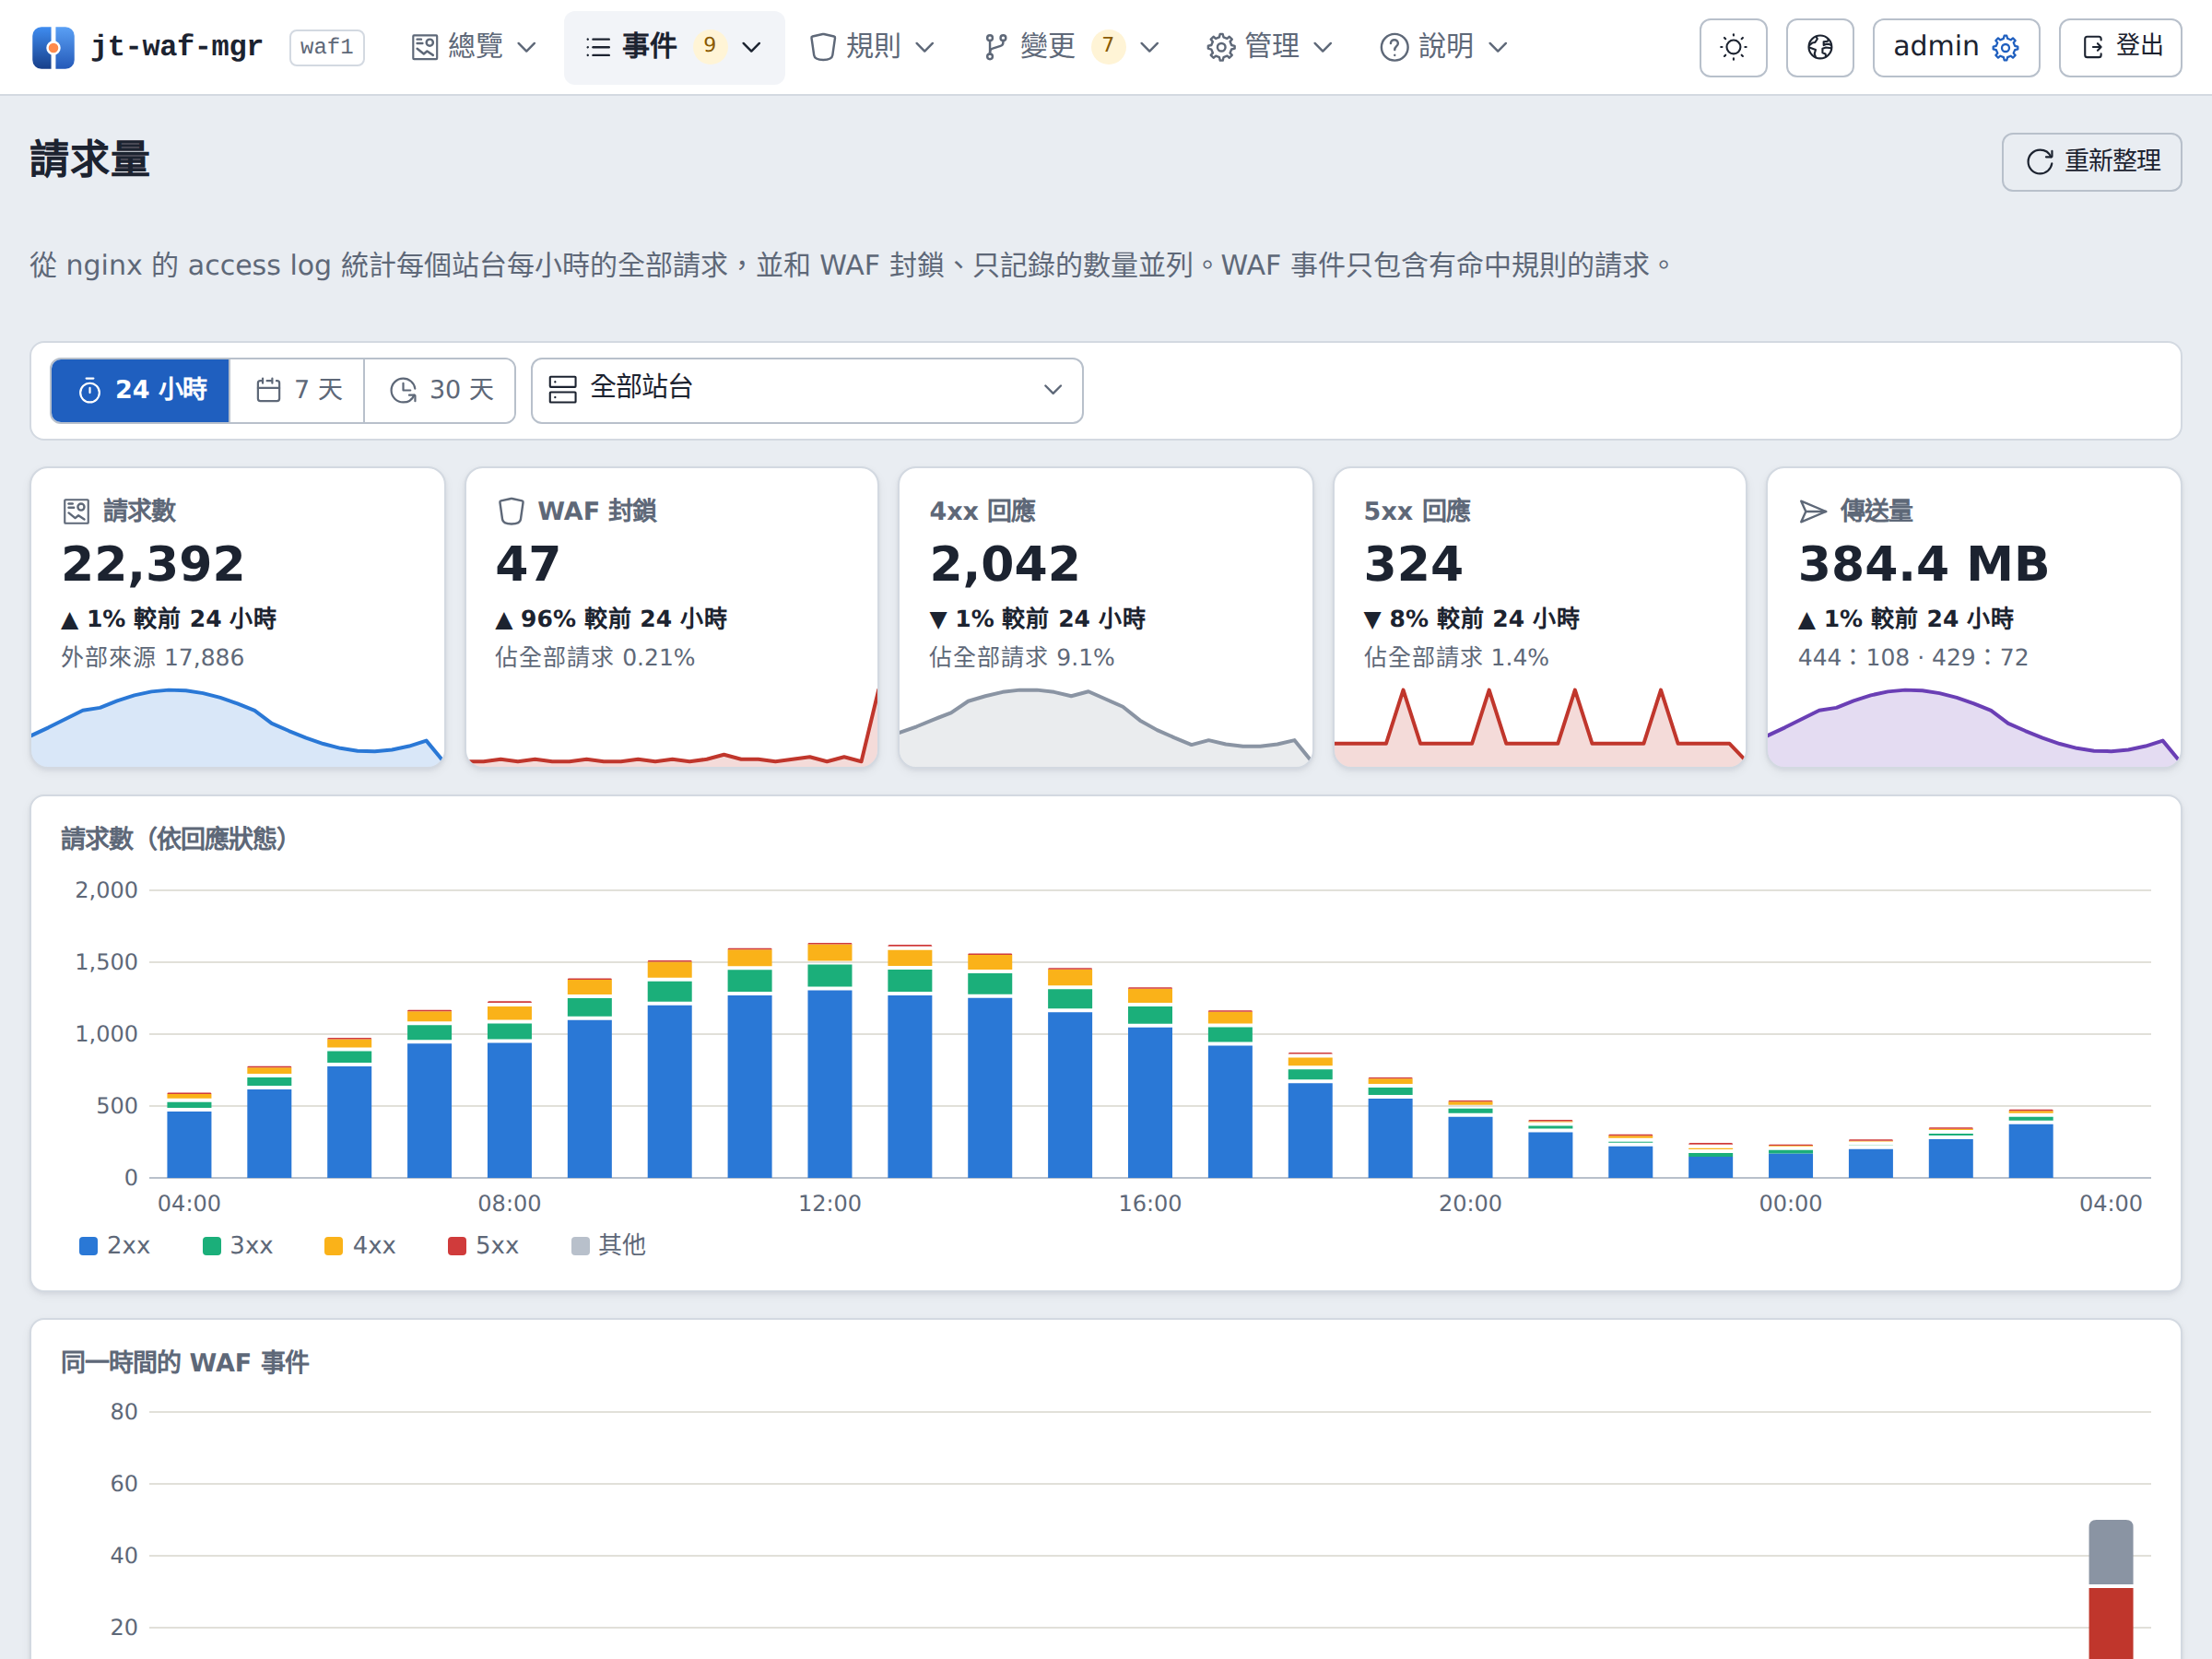 jt-waf-mgr waf1 總覽 事件 9 規則 變更 7 管理 說明 admin 登出
請求量 重新整理
從 nginx 的 access log 統計每個站台每小時的全部請求，並和 WAF 封鎖、只記錄的數量並列。WAF 事件只包含有命中規則的請求。
24 小時 7 天 30 天 全部站台
請求數 WAF 封鎖 4xx 回應 5xx 回應 傳送量
22,392 47 2,042 324 384.4 MB
▲ 1% 較前 24 小時 ▲ 96% 較前 24 小時 ▼ 1% 較前 24 小時 ▼ 8% 較前 24 小時 ▲ 1% 較前 24 小時
外部來源 17,886 佔全部請求 0.21% 佔全部請求 9.1% 佔全部請求 1.4% 444：108 · 429：72
請求數（依回應狀態）
2,000
1,500
1,000
500
0
04:00 08:00 12:00 16:00 20:00 00:00 04:00
2xx 3xx 4xx 5xx 其他
同一時間的 WAF 事件
80
60
40
20